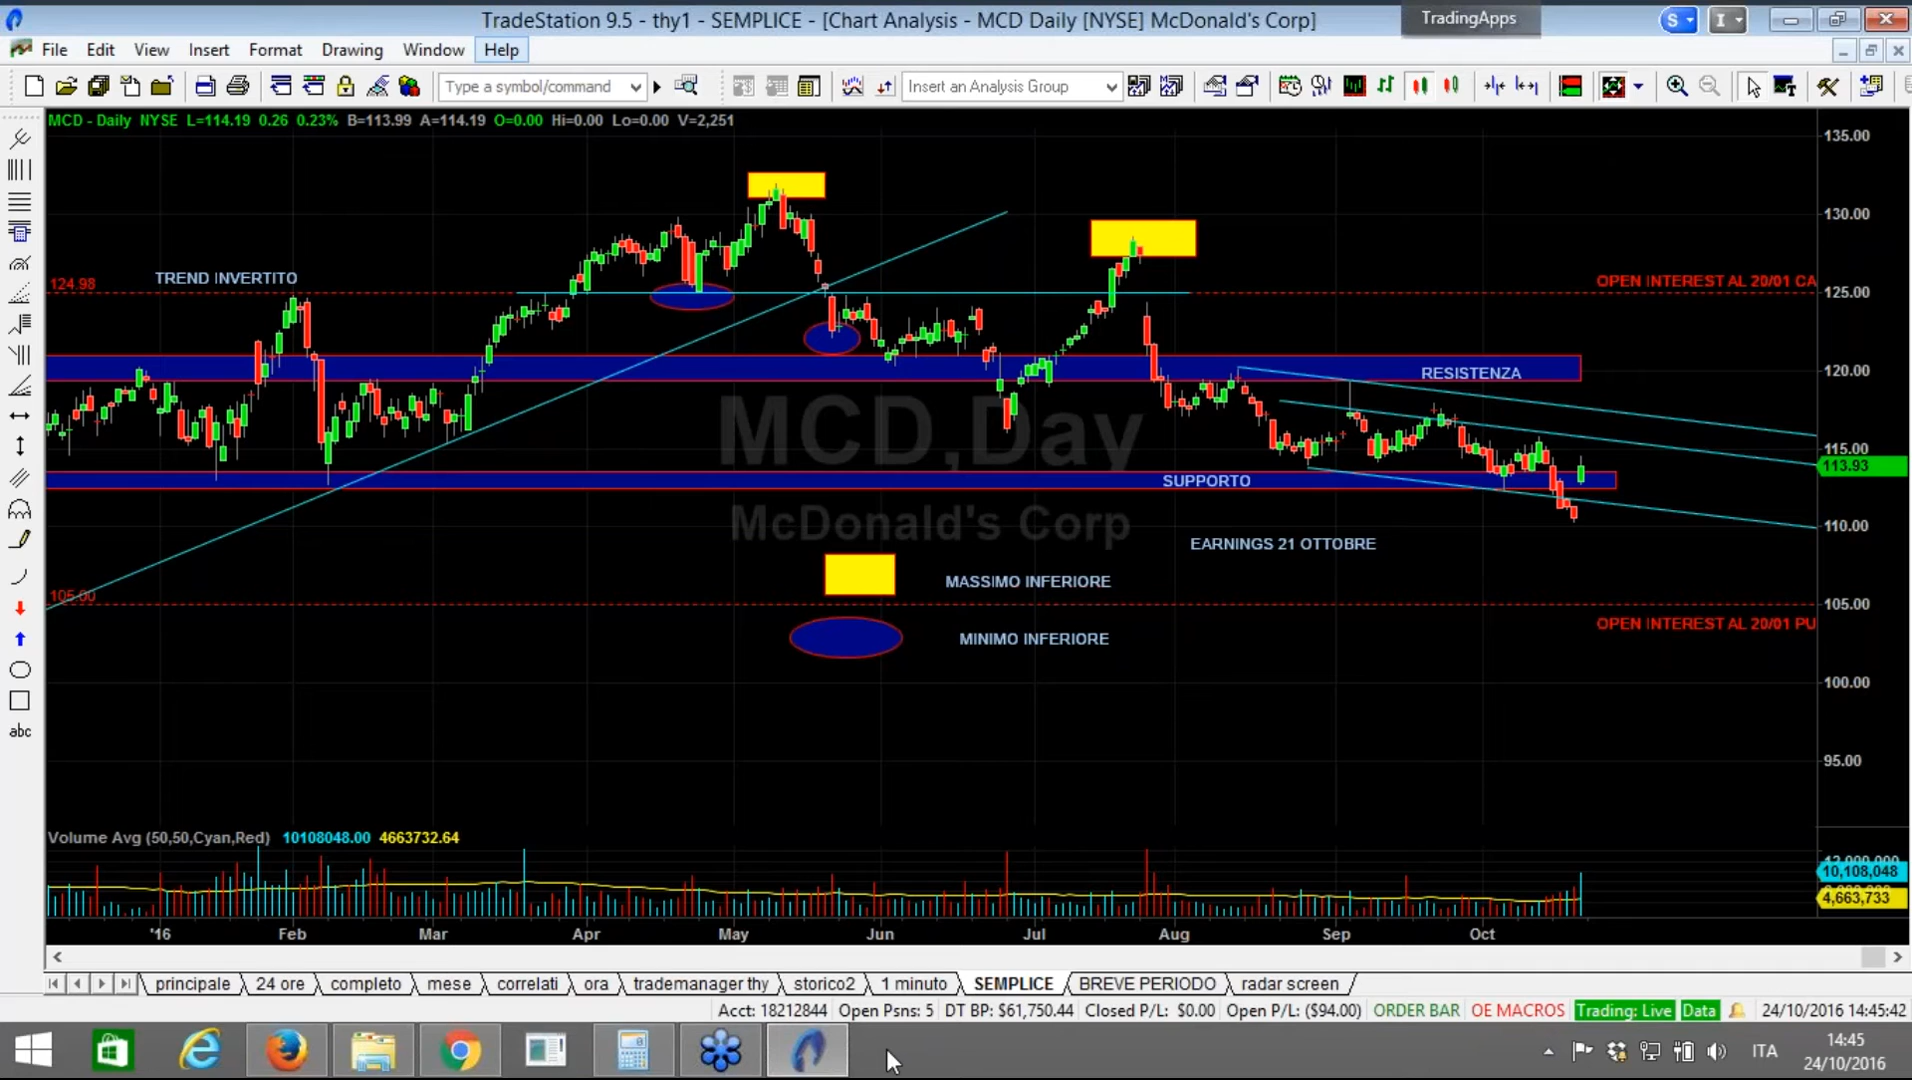 TradeStation 9.5 - thy1 - SEMPLICE - [Chart Analysis - MCD Daily [NYSE] McDonald's Corp]
TradingApps
S
I
File Edit View Insert Format Drawing Window Help
Type a symbol/command
Insert an Analysis Group
MCD - Daily NYSE L=114.19 0.26 0.23% B=113.99 A=114.19 O=0.00 Hi=0.00 Lo=0.00 V=2,251
135.00
130.00
TREND INVERTITO
124.98
OPEN INTEREST AL 20/01 CA
125.00
RESISTENZA
120.00
MCD,Day
115.00
113.93
SUPPORTO
McDonald's Corp
110.00
EARNINGS 21 OTTOBRE
MASSIMO INFERIORE
105.00
105.00
OPEN INTEREST AL 20/01 PU
MINIMO INFERIORE
100.00
abc
95.00
Volume Avg (50,50,Cyan,Red) 10108048.00 4663732.64
12,000,000
10,108,048
4,663,733
'16 Feb Mar Apr May Jun Jul Aug Sep Oct
principale 24 ore completo mese correlati ora trademanager thy storico2 1 minuto SEMPLICE BREVE PERIODO radar screen
Acct: 18212844 Open Psns: 5 DT BP: $61,750.44 Closed P/L: $0.00 Open P/L: ($94.00) ORDER BAR OE MACROS Trading: Live Data 24/10/2016 14:45:42
ITA
14:45
24/10/2016